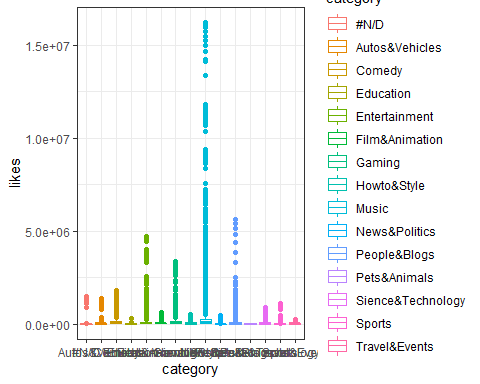 category
#N/D
Autos&Vehicles
Comedy
Education
Entertainment
Film&Animation
Gaming
Howto&Style
Music
News&Politics
People&Blogs
Pets&Animals
Sience&Technology
Sports
Travel&Events
1.5e+07
1.0e+07
5.0e+06
0.0e+00
likes
category